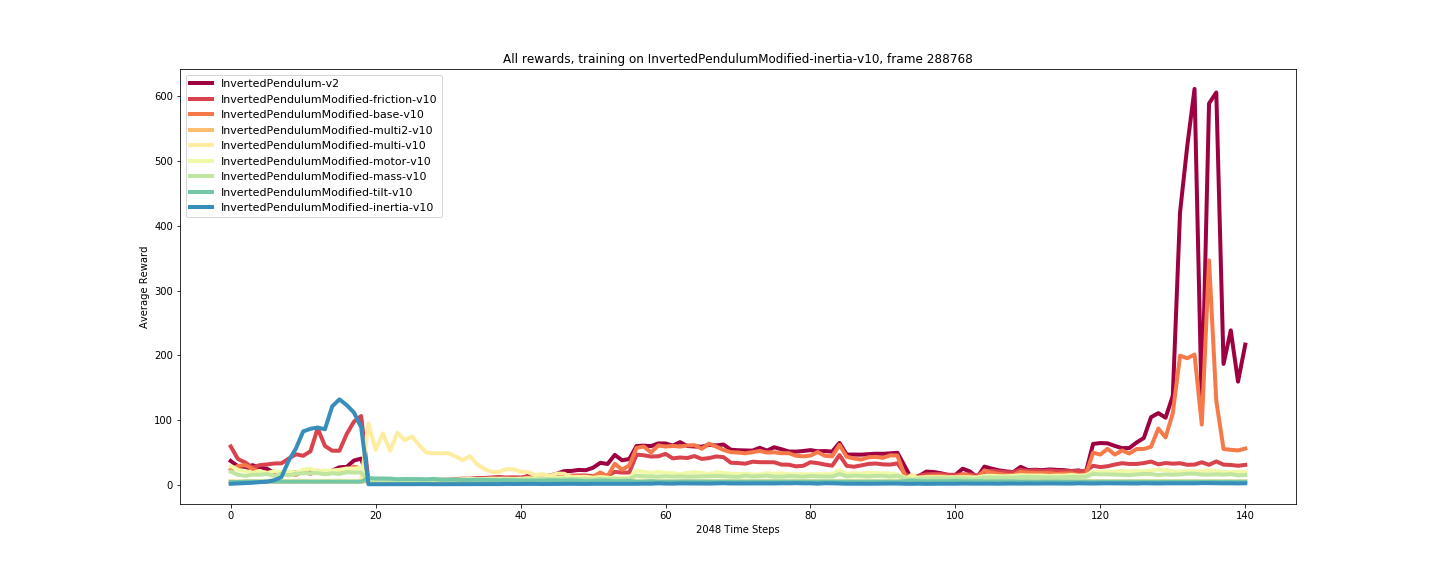 All rewards, training on InvertedPendulumModified-inertia-v10, frame 288768
InvertedPendulum-v2
InvertedPendulumModified-friction-v10
InvertedPendulumModified-base-v10
InvertedPendulumModified-multi2-v10
InvertedPendulumModified-multi-v10
InvertedPendulumModified-motor-v10
InvertedPendulumModified-mass-v10
InvertedPendulumModified-tilt-v10
InvertedPendulumModified-inertia-v10
600
500
400
300
200
100
0
Average Reward
0 20 40 60 80 100 120 140
2048 Time Steps